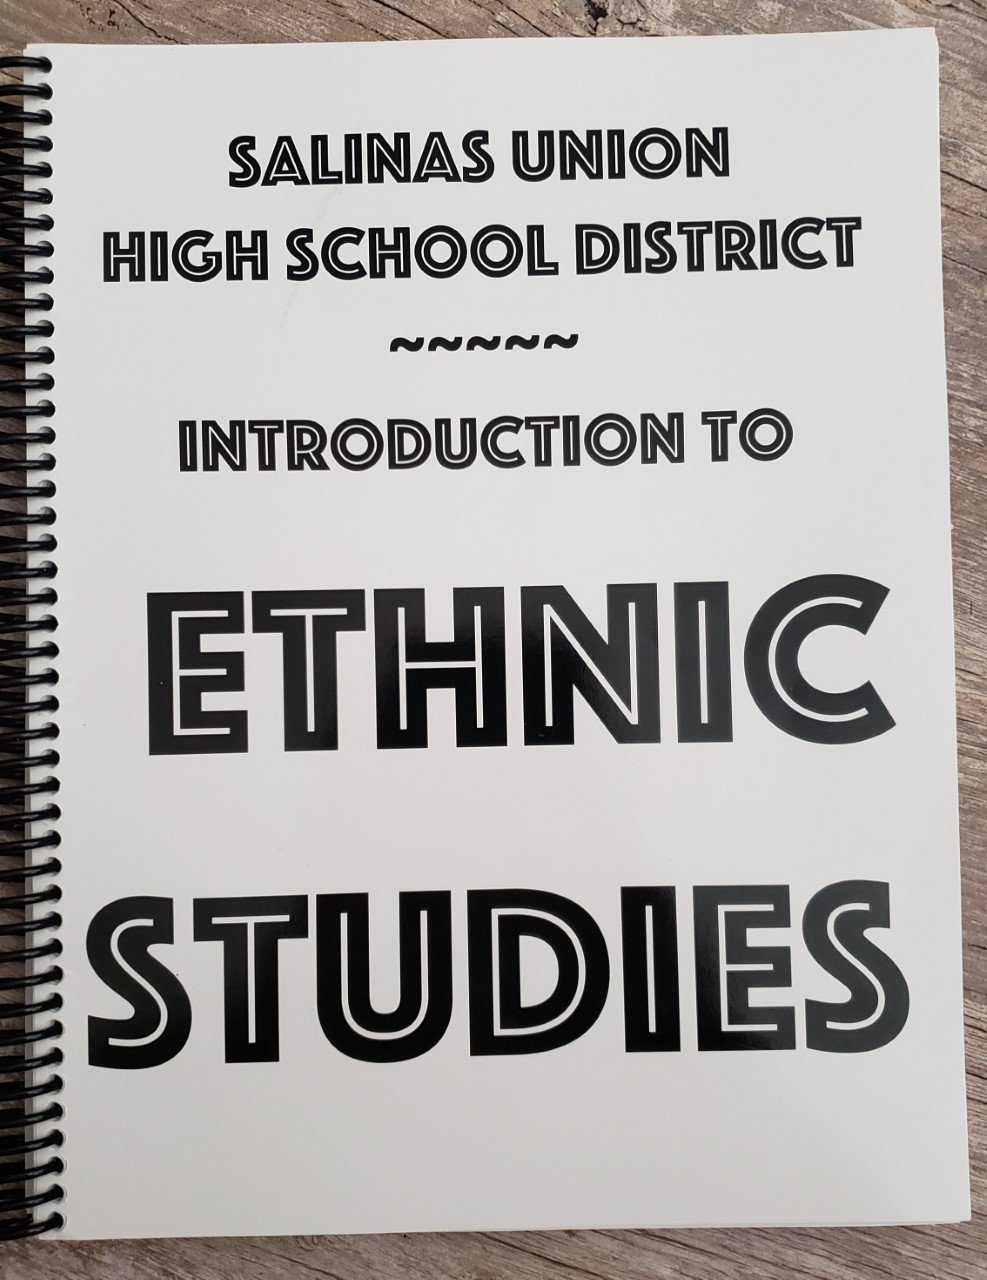 SALINAS UNION
HIGH SCHOOL DISTRICT
~~~~~
INTRODUCTION TO
ETHNIC
STUDIES